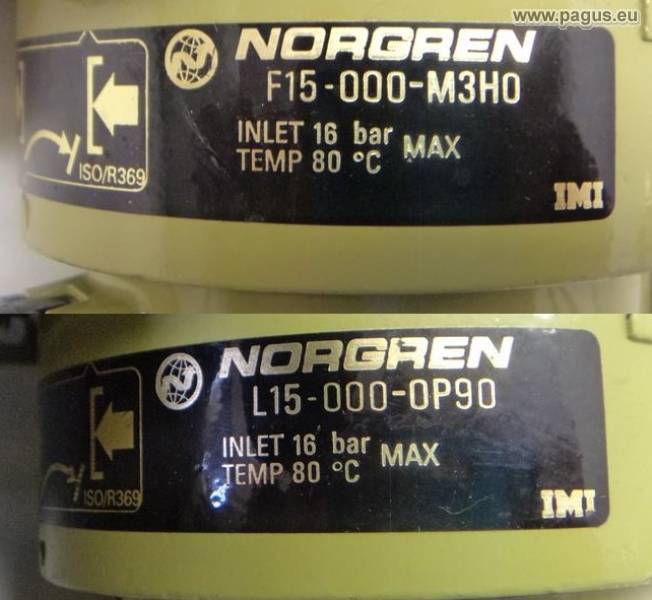 www.pagus.eu
NORGREN
F15-000-M3H0
INLET 16 bar MAX
TEMP 80 °C
ISO/R369
IMI
NORGREN
L15-000-0P90
INLET 16 bar MAX
TEMP 80 °C
ISO/R369
IMI